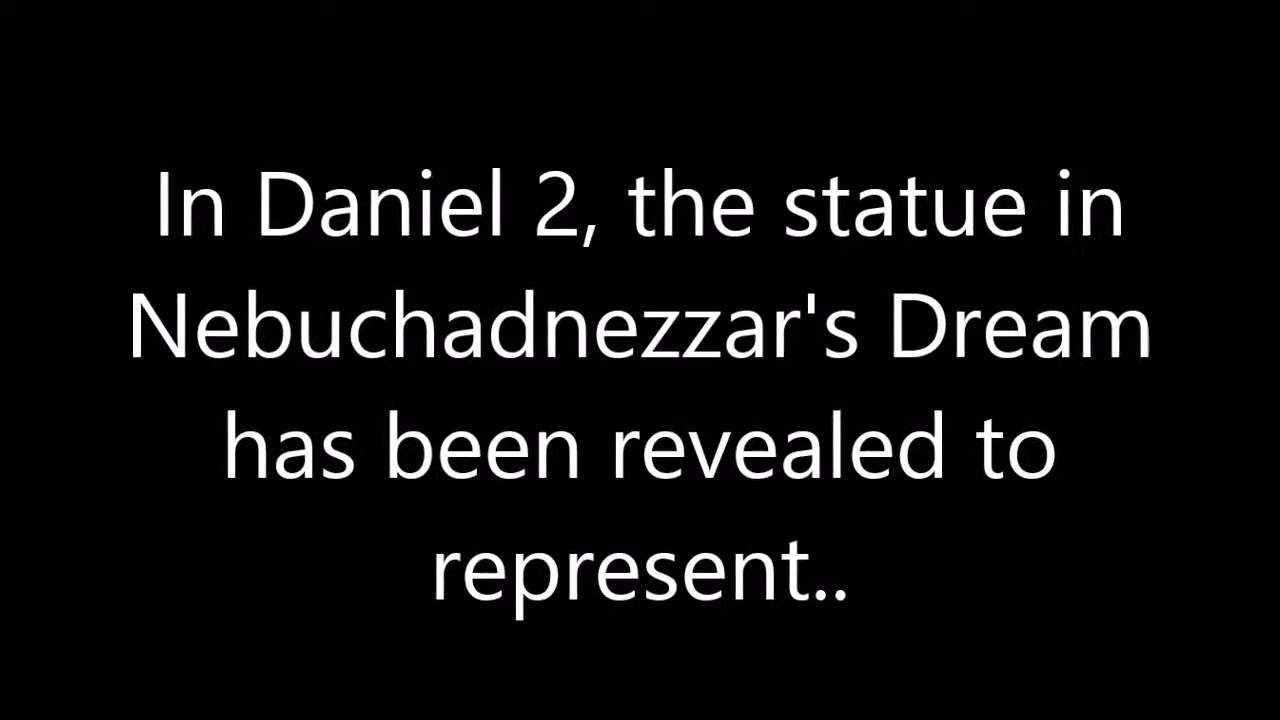 In Daniel 2, the statue in
Nebuchadnezzar's Dream
has been revealed to
represent..